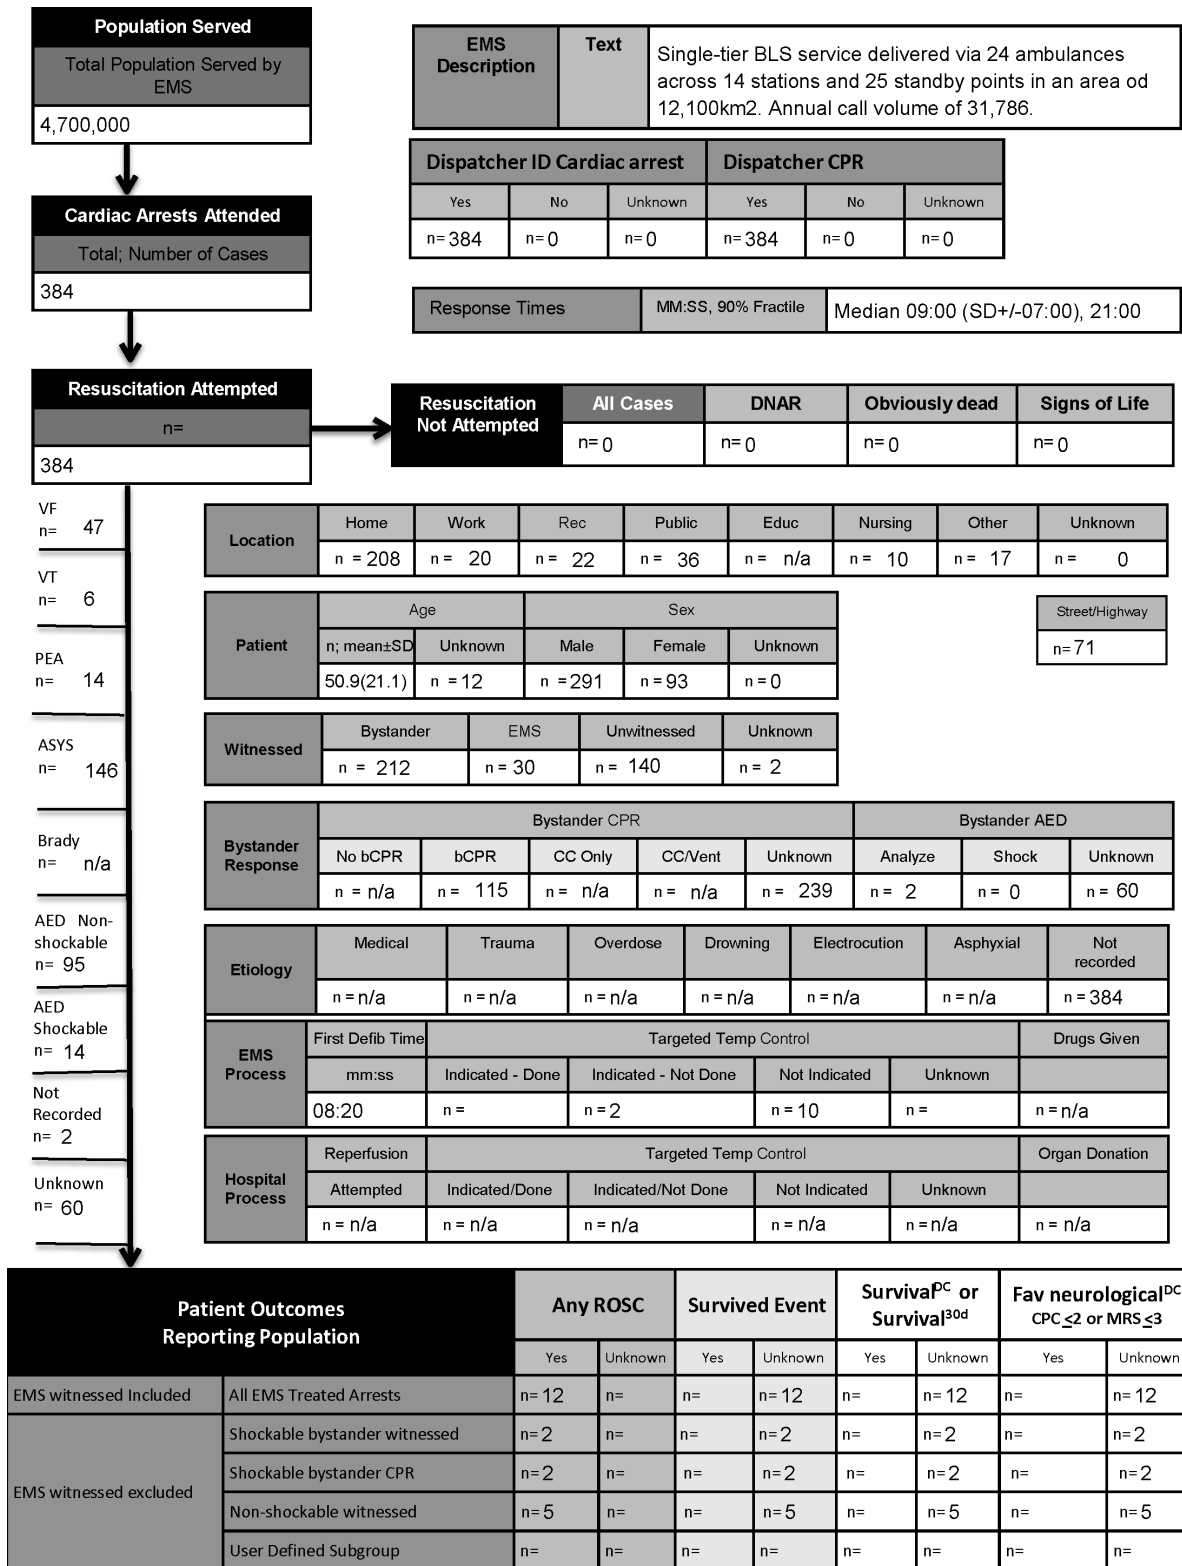 Population Served
Total Population Served by
EMS
4,700,000
EMS
Description
Text
Single-tier BLS service delivered via 24 ambulances
across 14 stations and 25 standby points in an area od
12,100km2. Annual call volume of 31,786.
Dispatcher ID Cardiac arrest Dispatcher CPR
Yes No Unknown Yes No Unknown
n=384 n=0 n=0 n=384 n=0 n=0
Cardiac Arrests Attended
Total; Number of Cases
384
Response Times MM:SS, 90% Fractile Median 09:00 (SD+/-07:00), 21:00
Resuscitation Attempted
n=
384
Resuscitation
Not Attempted
All Cases DNAR Obviously dead Signs of Life
n=0 n=0 n=0 n=0
VF
n= 47
VT
n= 6
PEA
n= 14
ASYS
n= 146
Brady
n= n/a
AED Non-
shockable
n= 95
AED
Shockable
n= 14
Not
Recorded
n= 2
Unknown
n= 60
Location
Home Work Rec Public Educ Nursing Other Unknown
n = 208 n = 20 n = 22 n = 36 n = n/a n = 10 n = 17 n = 0
Street/Highway
n=71
Patient
Age Sex
n; mean±SD Unknown Male Female Unknown
50.9(21.1) n =12 n =291 n =93 n =0
Witnessed
Bystander EMS Unwitnessed Unknown
n = 212 n = 30 n = 140 n = 2
Bystander
Response
Bystander CPR Bystander AED
No bCPR bCPR CC Only CC/Vent Unknown Analyze Shock Unknown
n = n/a n = 115 n = n/a n = n/a n = 239 n = 2 n = 0 n = 60
Etiology
Medical Trauma Overdose Drowning Electrocution Asphyxial Not
recorded
n = n/a n = n/a n = n/a n = n/a n = n/a n = n/a n = 384
EMS
Process
First Defib Time Targeted Temp Control Drugs Given
mm:ss Indicated - Done Indicated - Not Done Not Indicated Unknown
08:20 n = n = 2 n = 10 n = n = n/a
Hospital
Process
Reperfusion Targeted Temp Control Organ Donation
Attempted Indicated/Done Indicated/Not Done Not Indicated Unknown
n = n/a n = n/a n = n/a n = n/a n = n/a n = n/a
Patient Outcomes
Reporting Population
Any ROSC Survived Event Survival^DC or
Survival^30d Fav neurological^DC
CPC ≤2 or MRS ≤3
Yes Unknown Yes Unknown Yes Unknown Yes Unknown
EMS witnessed Included All EMS Treated Arrests n=12 n= n= n=12 n= n=12 n= n=12
EMS witnessed excluded
Shockable bystander witnessed n=2 n= n= n=2 n= n=2 n= n=2
Shockable bystander CPR n=2 n= n= n=2 n= n=2 n= n=2
Non-shockable witnessed n=5 n= n= n=5 n= n=5 n= n=5
User Defined Subgroup n= n= n= n= n= n= n= n=